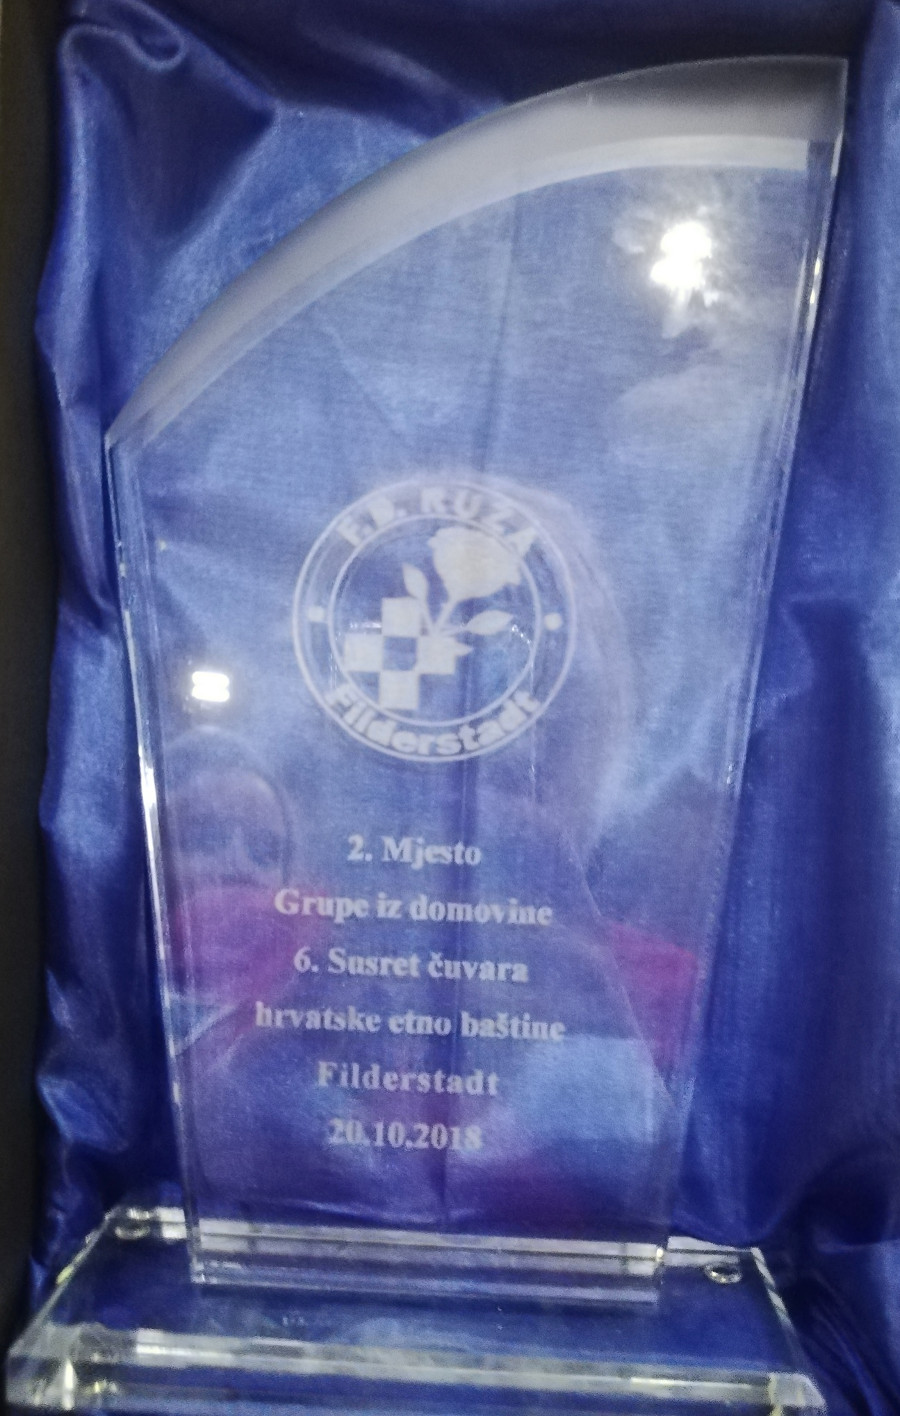 F.D. RUŽA
Filderstadt
2. Mjesto
Grupe iz domovine
6. Susret čuvara
hrvatske etno baštine
Filderstadt
20.10.2018